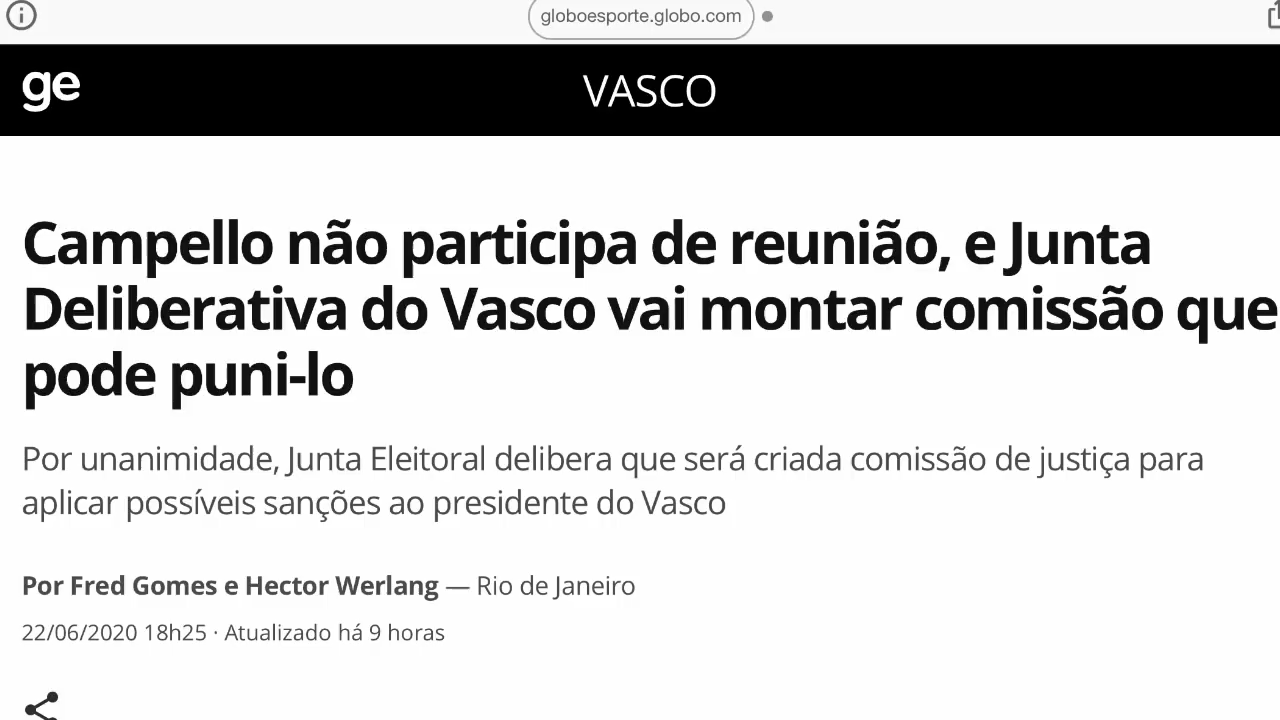 globoesporte.globo.com
ge
VASCO
Campello não participa de reunião, e Junta
Deliberativa do Vasco vai montar comissão que
pode puni-lo
Por unanimidade, Junta Eleitoral delibera que será criada comissão de justiça para
aplicar possíveis sanções ao presidente do Vasco
Por Fred Gomes e Hector Werlang — Rio de Janeiro
22/06/2020 18h25 · Atualizado há 9 horas